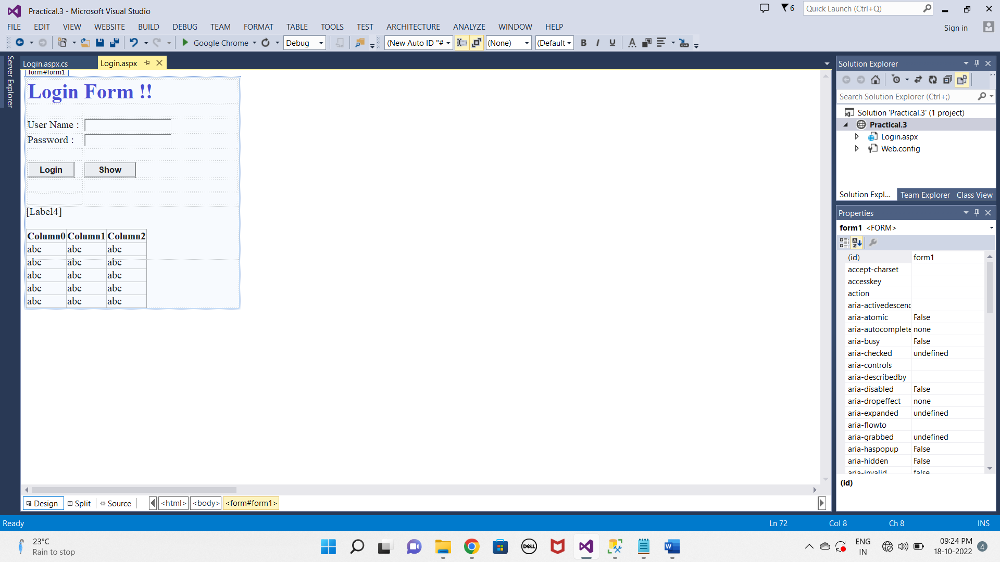 Practical.3 - Microsoft Visual Studio
6
Quick Launch (Ctrl+Q)
FILE EDIT VIEW WEBSITE BUILD DEBUG TEAM FORMAT TABLE TOOLS TEST ARCHITECTURE ANALYZE WINDOW HELP
Sign in
Google Chrome Debug (New Auto ID "# (None) (Default B I U A
Server Explorer
Login.aspx.cs Login.aspx
form#form1
Login Form !!
User Name :
Password :
Login Show
[Label4]
Column0 Column1 Column2
abc abc abc
abc abc abc
abc abc abc
abc abc abc
abc abc abc
Design Split Source <html> <body> <form#form1>
Solution Explorer
Search Solution Explorer (Ctrl+;)
Solution 'Practical.3' (1 project)
Practical.3
Login.aspx
Web.config
Solution Expl... Team Explorer Class View
Properties
form1 <FORM>
(id) form1
accept-charset
accesskey
action
aria-activedescenc
aria-atomic False
aria-autocomplete none
aria-busy False
aria-checked undefined
aria-controls
aria-describedby
aria-disabled False
aria-dropeffect none
aria-expanded undefined
aria-flowto
aria-grabbed undefined
aria-haspopup False
aria-hidden False
aria-invalid false
(id)
Ready Ln 72 Col 8 Ch 8 INS
23°C
Rain to stop
DELL
W
ENG
IN
09:24 PM
18-10-2022
4